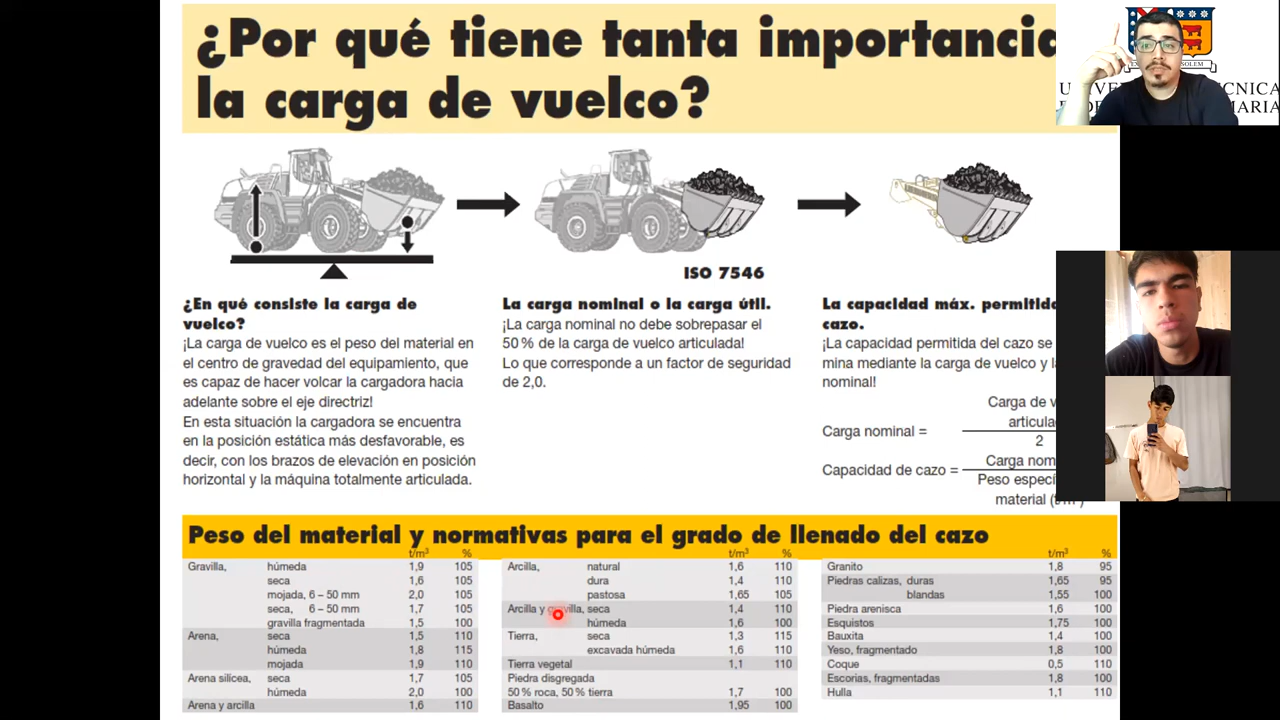 ¿Por qué tiene tanta importancia
la carga de vuelco?
ISO 7546
¿En qué consiste la carga de
vuelco?
¡La carga de vuelco es el peso del material en
el centro de gravedad del equipamiento, que
es capaz de hacer volcar la cargadora hacia
adelante sobre el eje directriz!
En esta situación la cargadora se encuentra
en la posición estática más desfavorable, es
decir, con los brazos de elevación en posición
horizontal y la máquina totalmente articulada.
La carga nominal o la carga útil.
¡La carga nominal no debe sobrepasar el
50 % de la carga de vuelco articulada!
Lo que corresponde a un factor de seguridad
de 2,0.
La capacidad máx. permitida
cazo.
¡La capacidad permitida del cazo se
mina mediante la carga de vuelco y
nominal!
Carga de
Carga nominal =
2
Carga
Capacidad de cazo =
Peso
material
Peso del material y normativas para el grado de llenado del cazo
t/m³ %
Gravilla, húmeda 1,9 105
seca 1,6 105
mojada, 6 – 50 mm 2,0 105
seca, 6 – 50 mm 1,7 105
gravilla fragmentada 1,5 100
Arena, seca 1,5 110
húmeda 1,8 115
mojada 1,9 110
Arena silícea, seca 1,7 105
húmeda 2,0 100
Arena y arcilla 1,6 110
t/m³ %
Arcilla, natural 1,6 110
dura 1,4 110
pastosa 1,65 105
Arcilla y gravilla, seca 1,4 110
húmeda 1,6 100
Tierra, seca 1,3 115
excavada húmeda 1,6 110
Tierra vegetal 1,1 110
Piedra disgregada
50 % roca, 50 % tierra 1,7 100
Basalto 1,95 100
t/m³ %
Granito 1,8 95
Piedras calizas, duras 1,65 95
blandas 1,55 100
Piedra arenisca 1,6 100
Esquistos 1,75 100
Bauxita 1,4 100
Yeso, fragmentado 1,8 100
Coque 0,5 110
Escorias, fragmentadas 1,8 100
Hulla 1,1 110